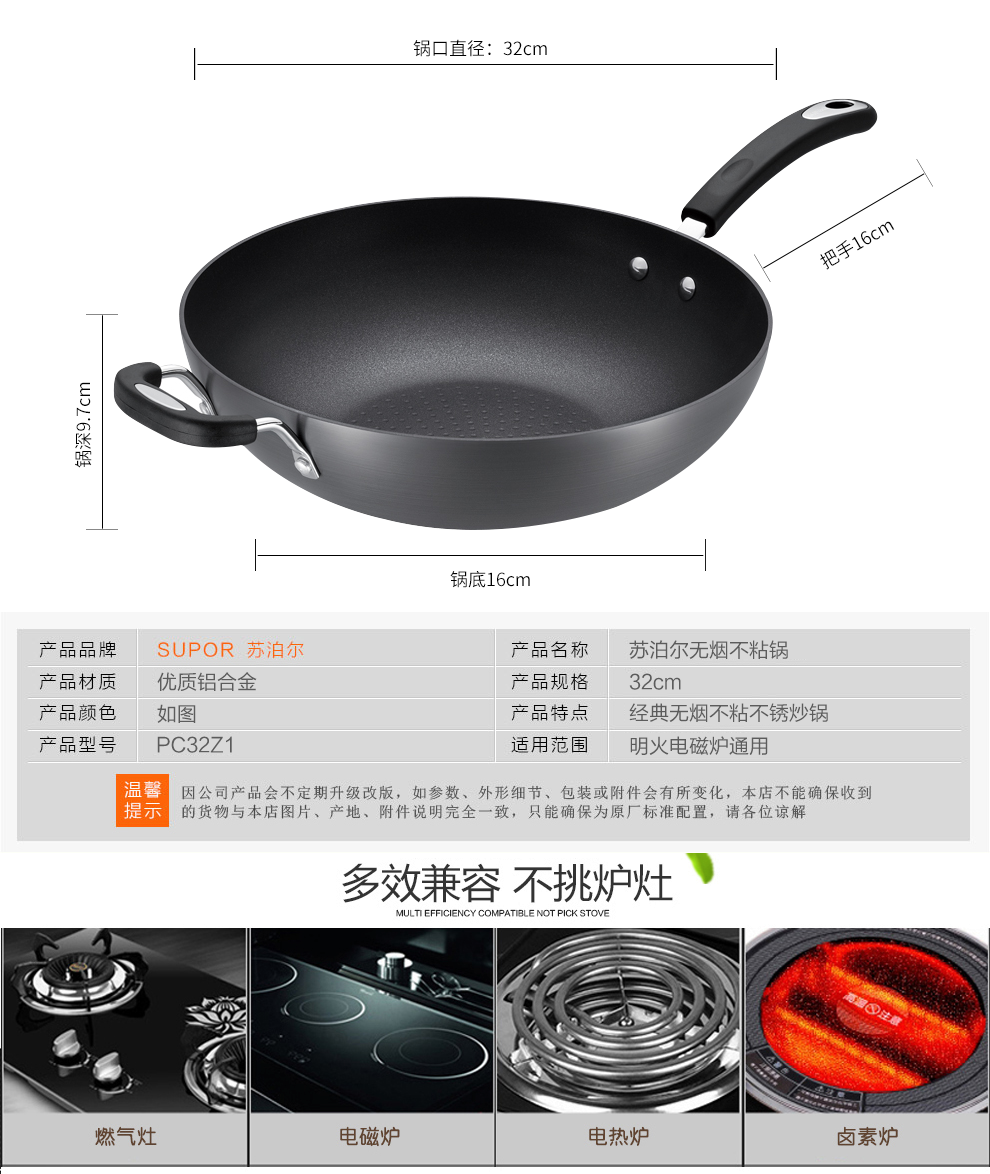 锅口直径：32cm
把手16cm
锅深9.7cm
锅底16cm
产品品牌 SUPOR 苏泊尔 产品名称 苏泊尔无烟不粘锅
产品材质 优质铝合金 产品规格 32cm
产品颜色 如图 产品特点 经典无烟不粘不锈炒锅
产品型号 PC32Z1 适用范围 明火电磁炉通用
温馨
提示
因公司产品会不定期升级改版，如参数、外形细节、包装或附件会有所变化，本店不能确保收到
的货物与本店图片、产地、附件说明完全一致，只能确保为原厂标准配置，请各位谅解
多效兼容 不挑炉灶
MULTI EFFICIENCY COMPATIBLE NOT PICK STOVE
高温 注意
燃气灶 电磁炉 电热炉 卤素炉